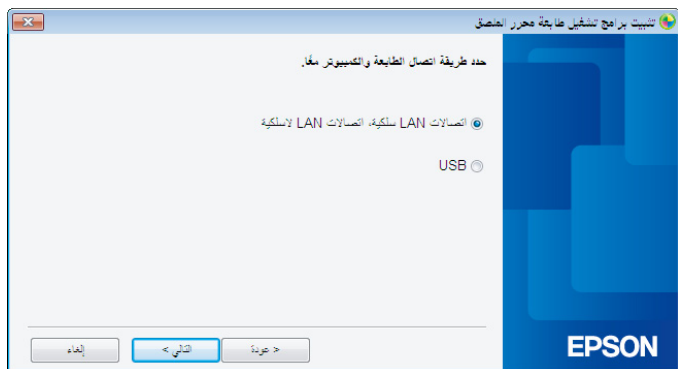 تثبيت برامج تشغيل طابعة محرر الملصق
حدد طريقة اتصال الطابعة والكمبيوتر معًا.
اتصالات LAN سلكية، اتصالات LAN لاسلكية
USB
EPSON
< عودة
التالي >
إلغاء